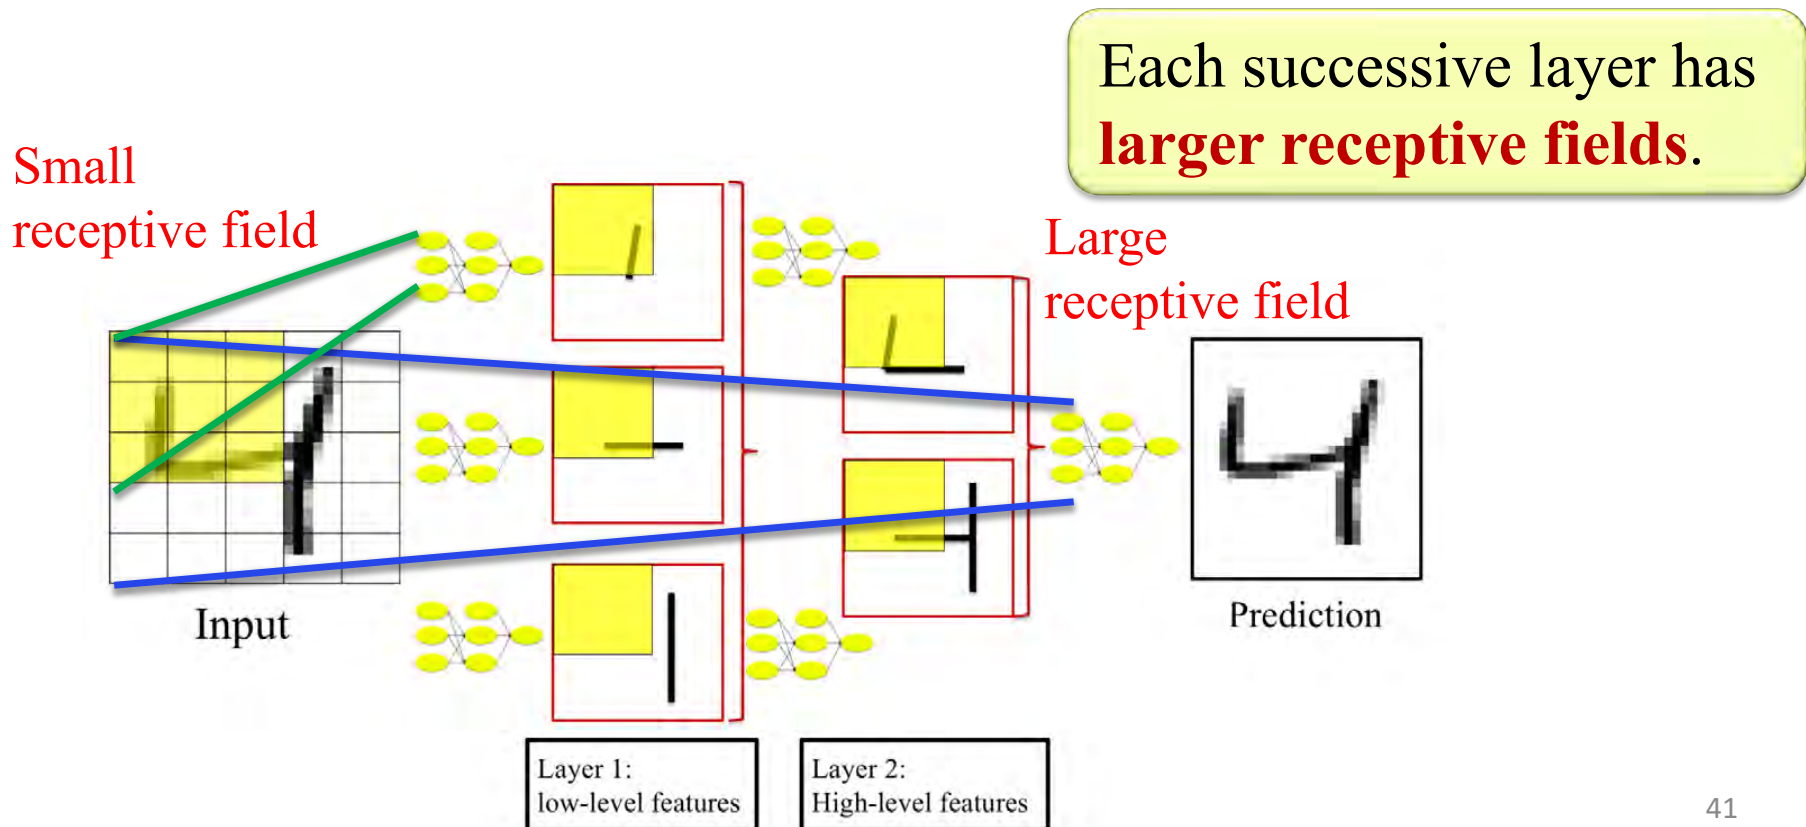 Each successive layer has
larger receptive fields.
Small
receptive field
Large
receptive field
Input
Prediction
Layer 1:
low-level features
Layer 2:
High-level features
41